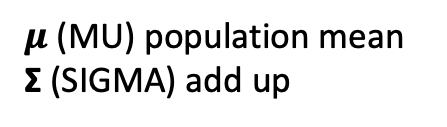 μ (MU) population mean
Σ (SIGMA) add up